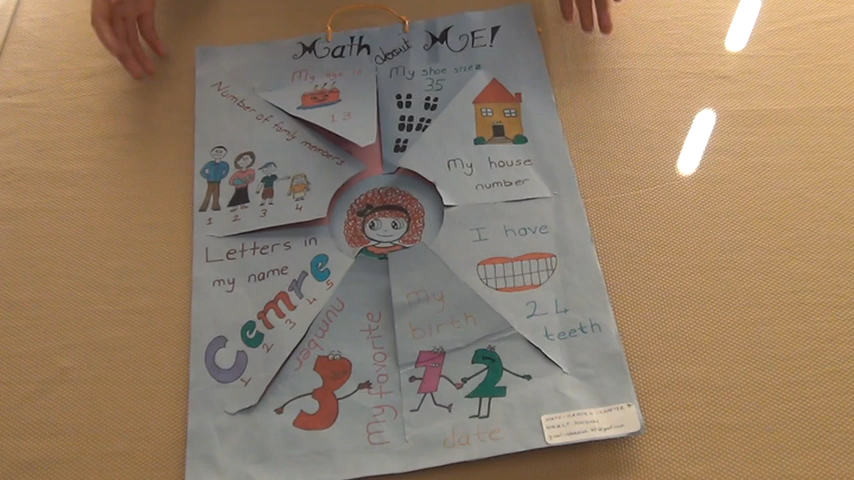 Math about ME!
My age is
13
My shoe size
35
My house
number
I have
24
teeth
My
birth
12
date
My favorite
number
3
Letters in
my name
Cemre
1 2 3 4 5
Number of family members
1 2 3 4